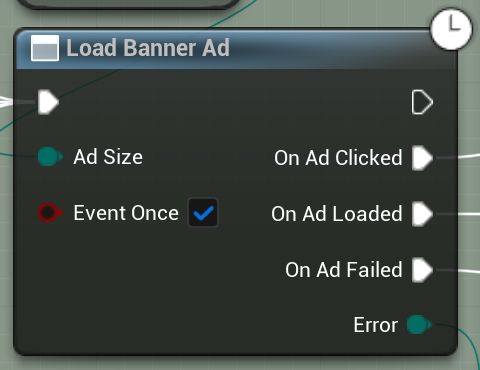 Load Banner Ad
Ad Size
On Ad Clicked
Event Once
On Ad Loaded
On Ad Failed
Error